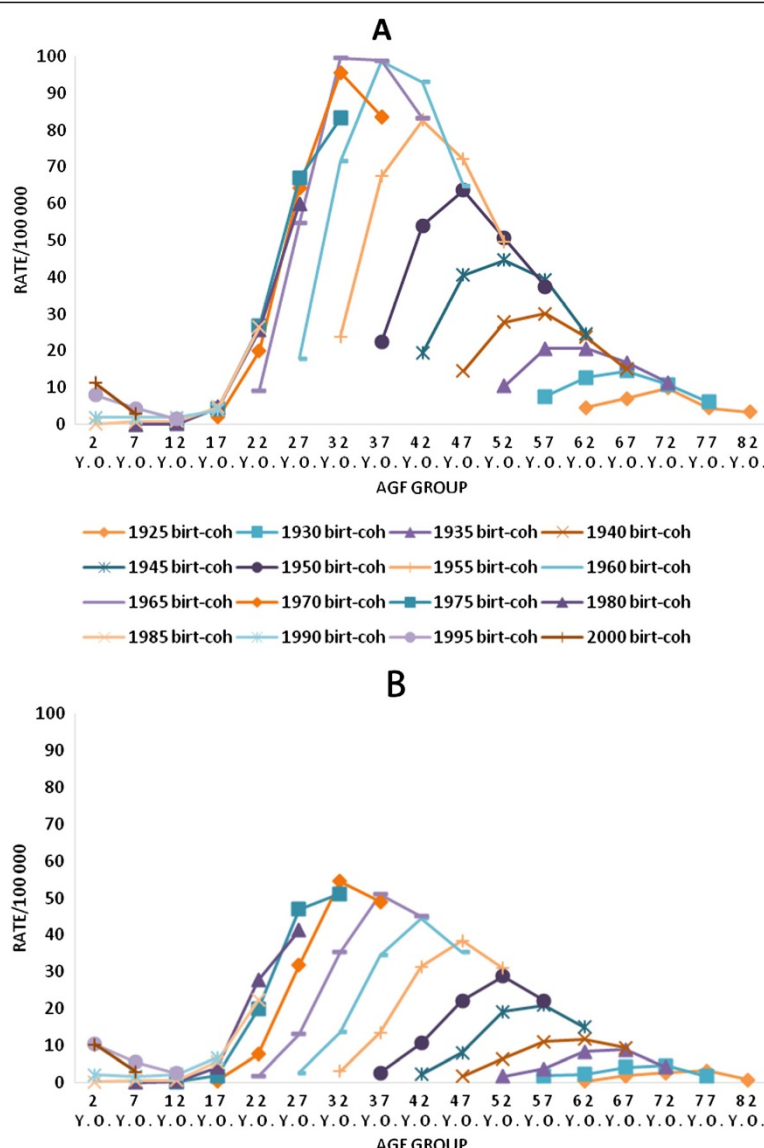 A
100
90
80
70
60
50
40
30
20
10
0
RATE/100 000
2 7 12 17 22 27 32 37 42 47 52 57 62 67 72 77 82
Y.O. Y.O. Y.O. Y.O. Y.O. Y.O. Y.O. Y.O. Y.O. Y.O. Y.O. Y.O. Y.O. Y.O. Y.O. Y.O. Y.O.
AGE GROUP
1925 birt-coh 1930 birt-coh 1935 birt-coh 1940 birt-coh
1945 birt-coh 1950 birt-coh 1955 birt-coh 1960 birt-coh
1965 birt-coh 1970 birt-coh 1975 birt-coh 1980 birt-coh
1985 birt-coh 1990 birt-coh 1995 birt-coh 2000 birt-coh
B
100
90
80
70
60
50
40
30
20
10
0
RATE/100 000
2 7 12 17 22 27 32 37 42 47 52 57 62 67 72 77 82
Y.O. Y.O. Y.O. Y.O. Y.O. Y.O. Y.O. Y.O. Y.O. Y.O. Y.O. Y.O. Y.O. Y.O. Y.O. Y.O. Y.O.
AGE GROUP